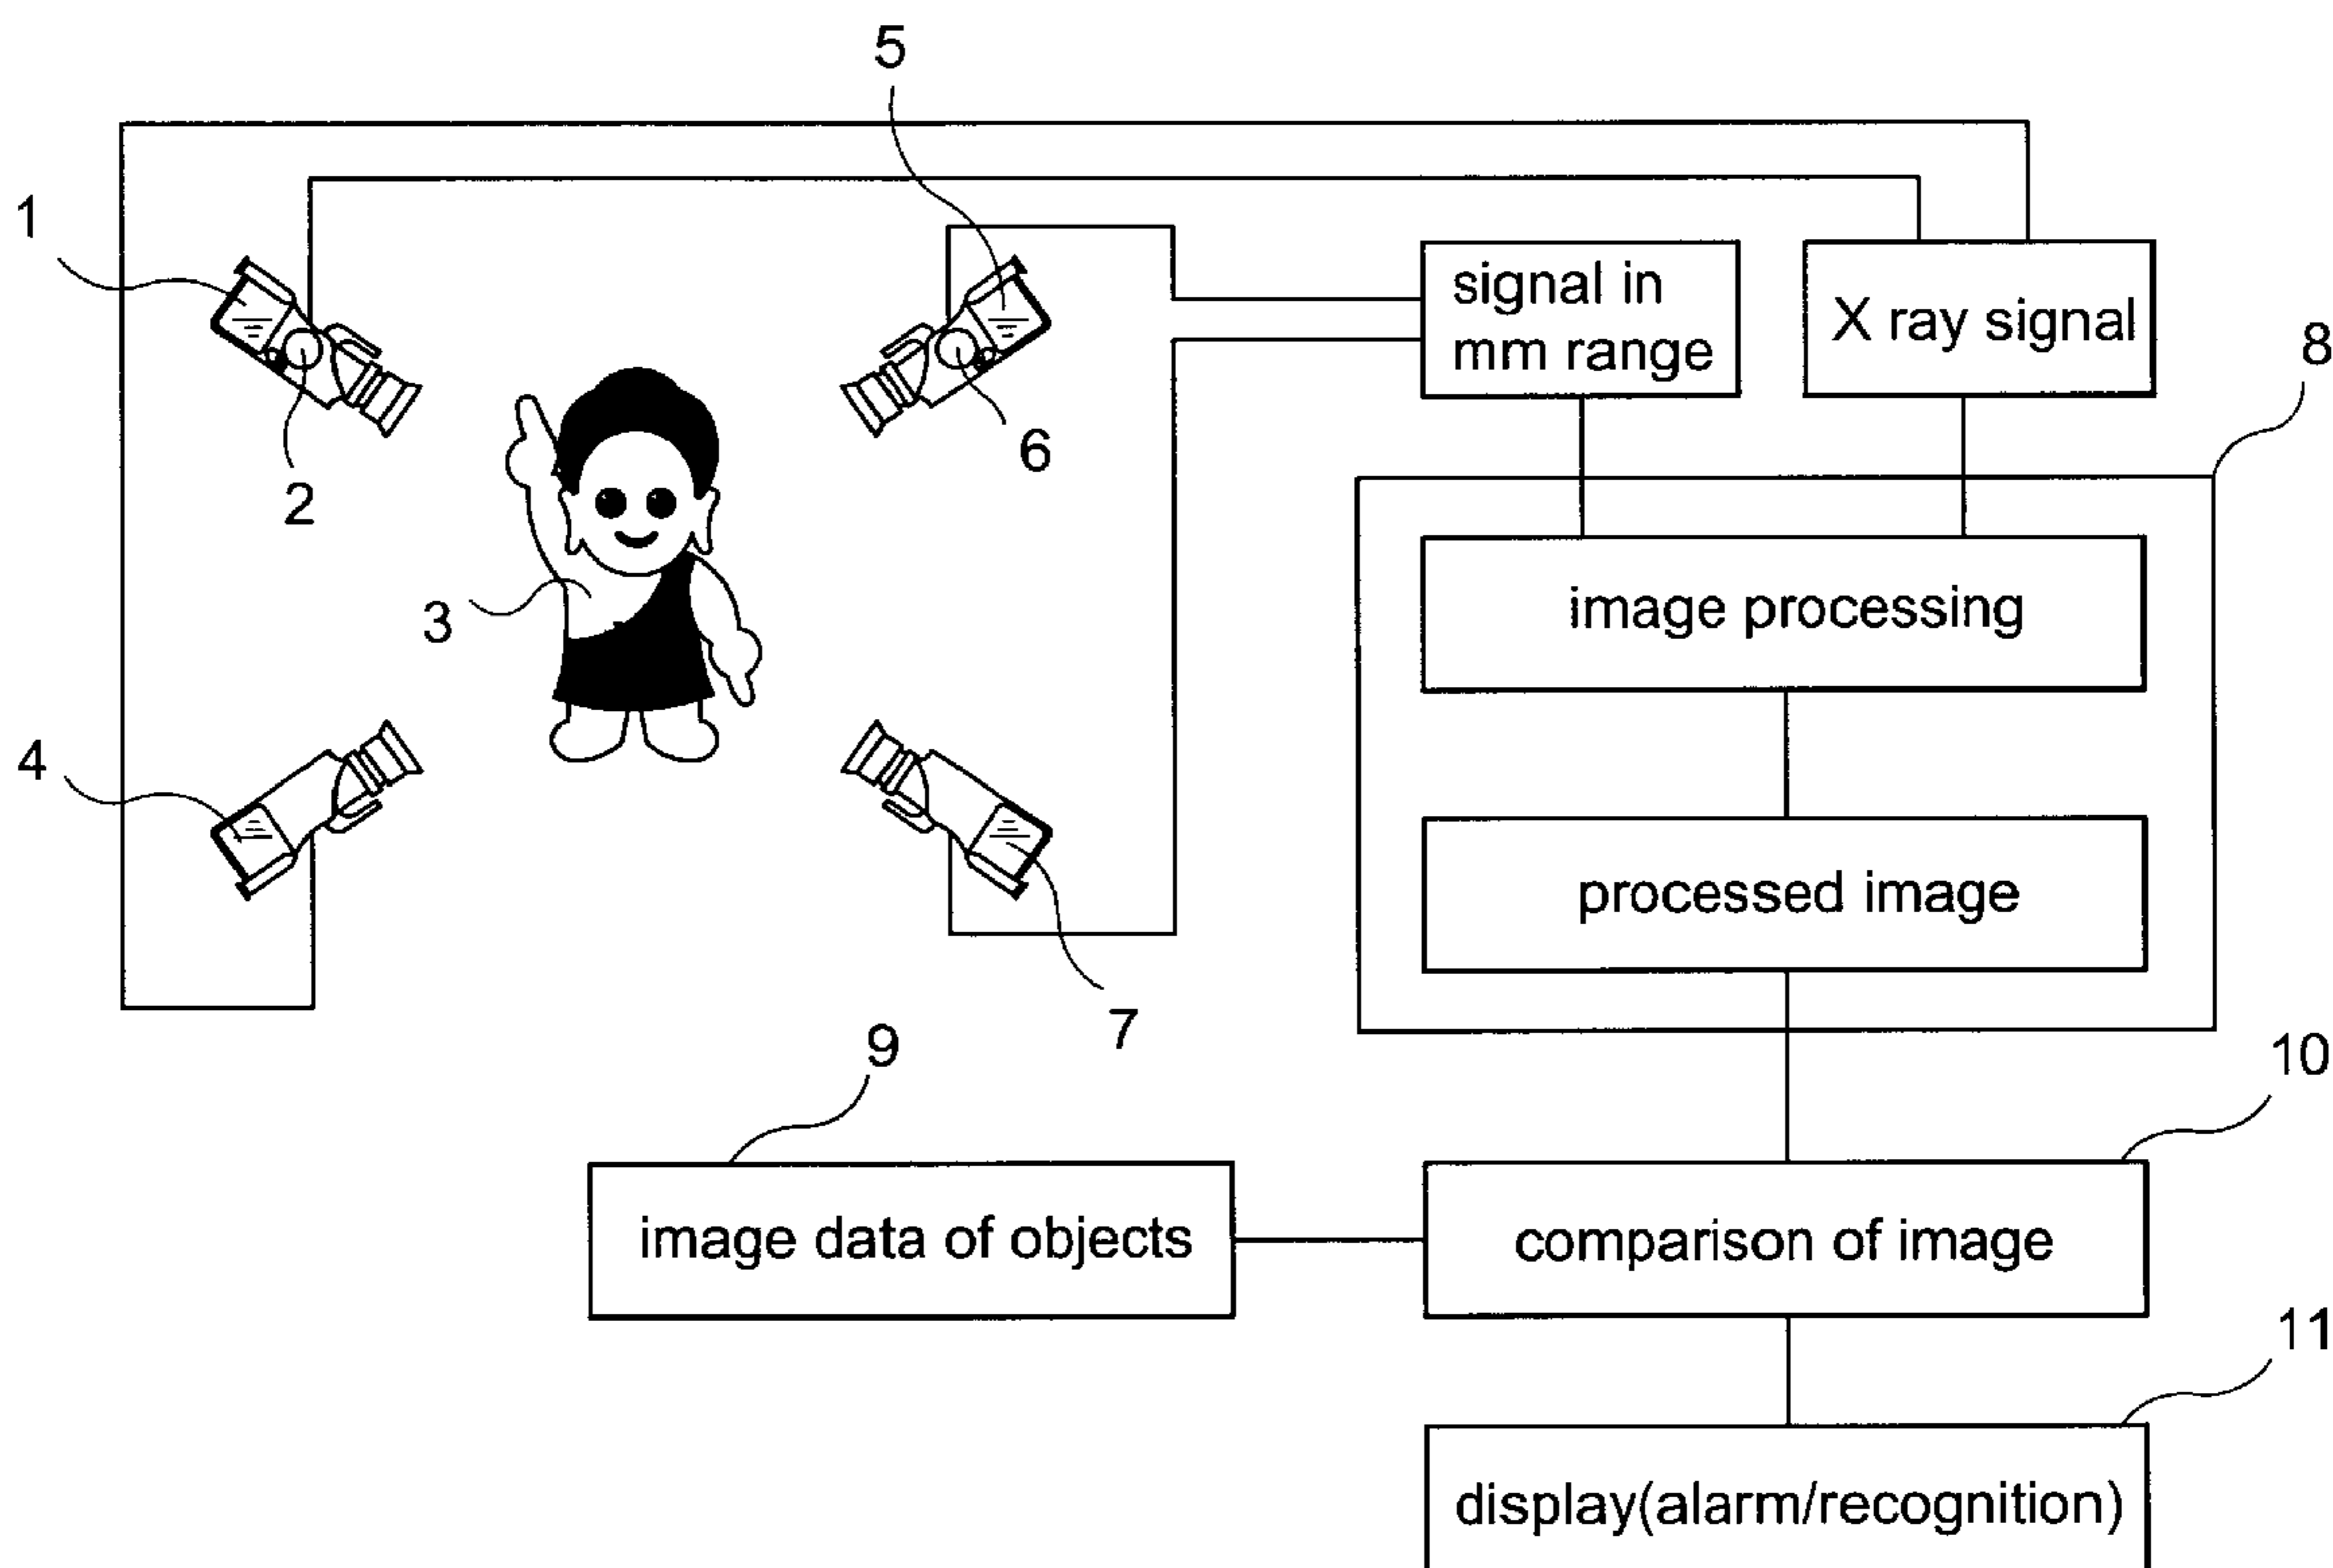 5
1
signal in
mm range
X ray signal
8
2
6
3
image processing
4
processed image
7
9
10
image data of objects
comparison of image
11
display(alarm/recognition)